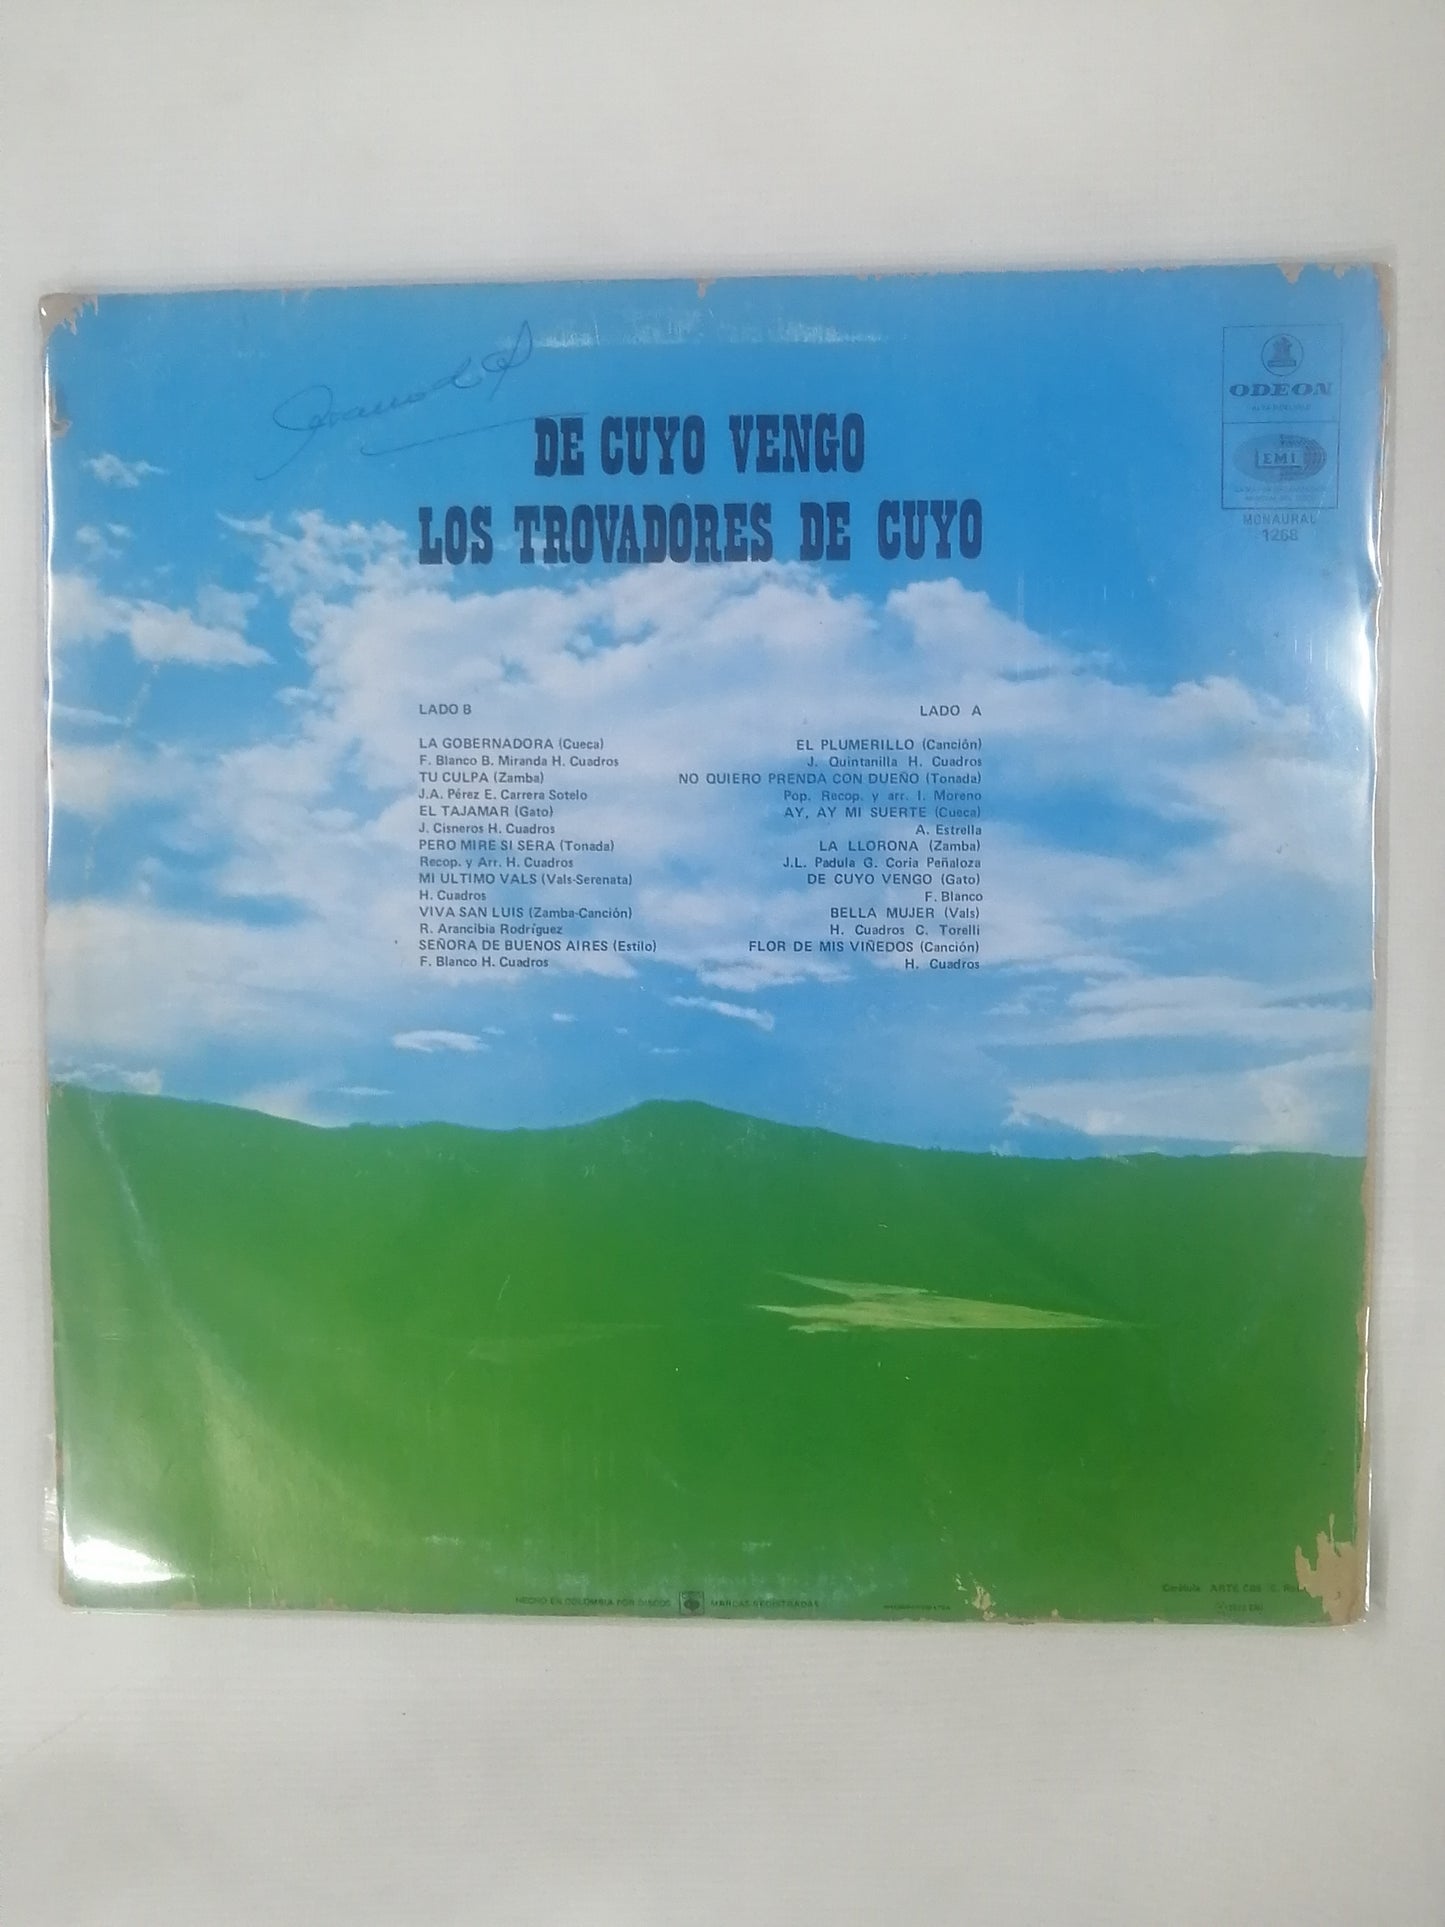 DE CUYO VENGO
LOS TROVADORES DE CUYO
ODEON
EMI
MONAURAL
1268
LADO B
LA GOBERNADORA (Cueca)
F. Blanco B. Miranda H. Cuadros
TU CULPA (Zamba)
J.A. Pérez E. Carrera Sotelo
EL TAJAMAR (Gato)
J. Cisneros H. Cuadros
PERO MIRE SI SERA (Tonada)
Recop. y Arr. H. Cuadros
MI ULTIMO VALS (Vals-Serenata)
H. Cuadros
VIVA SAN LUIS (Zamba-Canción)
R. Arancibia Rodríguez
SEÑORA DE BUENOS AIRES (Estilo)
F. Blanco H. Cuadros
LADO A
EL PLUMERILLO (Canción)
J. Quintanilla H. Cuadros
NO QUIERO PRENDA CON DUEÑO (Tonada)
Pop. Recop. y arr. I. Moreno
AY, AY MI SUERTE (Cueca)
A. Estrella
LA LLORONA (Zamba)
J.L. Padula G. Coria Peñaloza
DE CUYO VENGO (Gato)
F. Blanco
BELLA MUJER (Vals)
H. Cuadros C. Torelli
FLOR DE MIS VIÑEDOS (Canción)
H. Cuadros
HECHO EN COLOMBIA POR DISCOS
MARCAS REGISTRADAS
Carátula: ARTE CBS